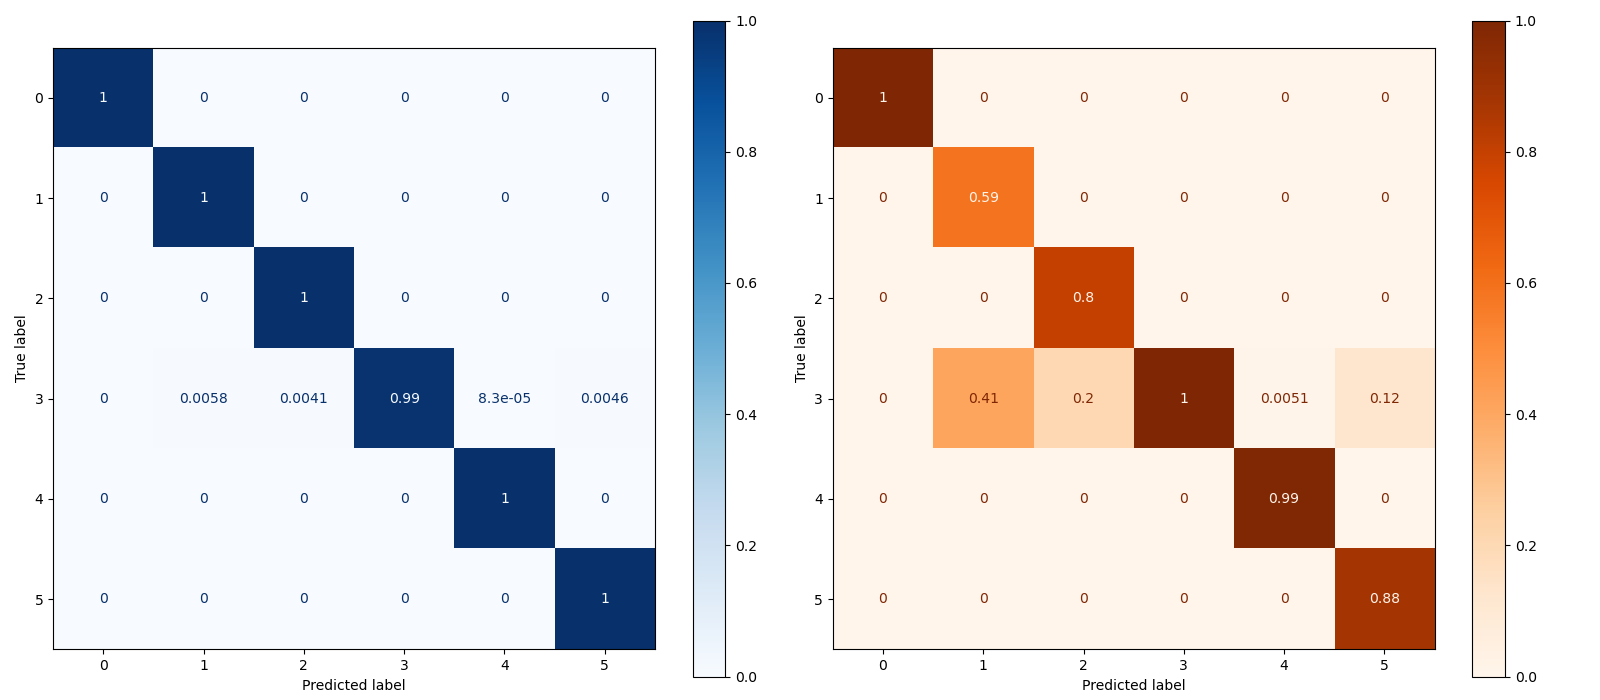 0 1 0 0 0 0 0
1 0 1 0 0 0 0
2 0 0 1 0 0 0
3 0 0.0058 0.0041 0.99 8.3e-05 0.0046
4 0 0 0 0 1 0
5 0 0 0 0 0 1
0 1 2 3 4 5
True label
Predicted label
1.0
0.8
0.6
0.4
0.2
0.0
0 1 0 0 0 0 0
1 0 0.59 0 0 0 0
2 0 0 0.8 0 0 0
3 0 0.41 0.2 1 0.0051 0.12
4 0 0 0 0 0.99 0
5 0 0 0 0 0 0.88
0 1 2 3 4 5
True label
Predicted label
1.0
0.8
0.6
0.4
0.2
0.0